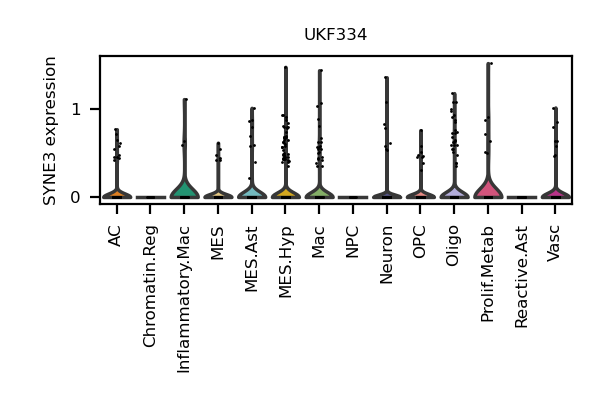 UKF334
SYNE3 expression
1
0
AC
Chromatin.Reg
Inflammatory.Mac
MES
MES.Ast
MES.Hyp
Mac
NPC
Neuron
OPC
Oligo
Prolif.Metab
Reactive.Ast
Vasc